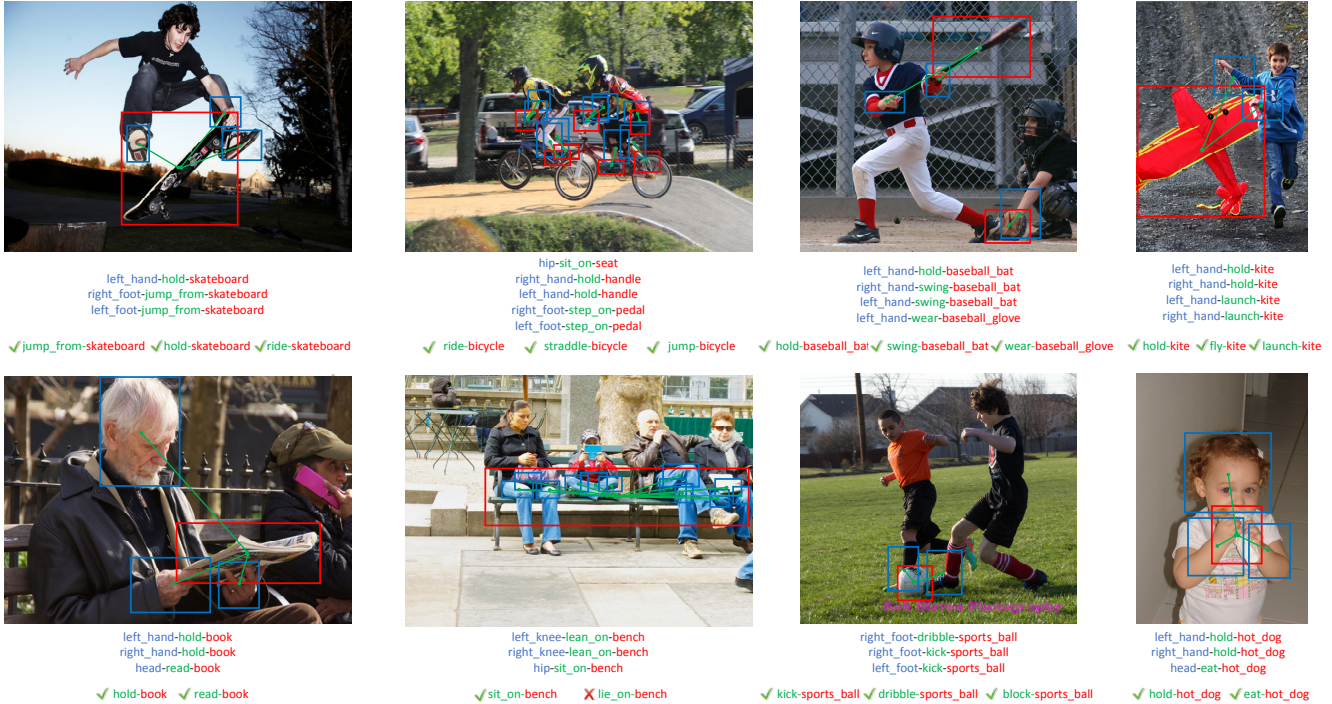 left_hand-hold-skateboard
right_foot-jump_from-skateboard
left_foot-jump_from-skateboard
jump_from-skateboard hold-skateboard ride-skateboard
hip-sit_on-seat
right_hand-hold-handle
left_hand-hold-handle
right_foot-step_on-pedal
left_foot-step_on-pedal
ride-bicycle straddle-bicycle jump-bicycle
left_hand-hold-baseball_bat
right_hand-swing-baseball_bat
left_hand-swing-baseball_bat
left_hand-wear-baseball_glove
hold-baseball_bat swing-baseball_bat wear-baseball_glove
left_hand-hold-kite
right_hand-hold-kite
left_hand-launch-kite
right_hand-launch-kite
hold-kite fly-kite launch-kite
left_hand-hold-book
right_hand-hold-book
head-read-book
hold-book read-book
left_knee-lean_on-bench
right_knee-lean_on-bench
hip-sit_on-bench
sit_on-bench lie_on-bench
Photography
right_foot-dribble-sports_ball
right_foot-kick-sports_ball
left_foot-kick-sports_ball
kick-sports_ball dribble-sports_ball block-sports_ball
left_hand-hold-hot_dog
right_hand-hold-hot_dog
head-eat-hot_dog
hold-hot_dog eat-hot_dog